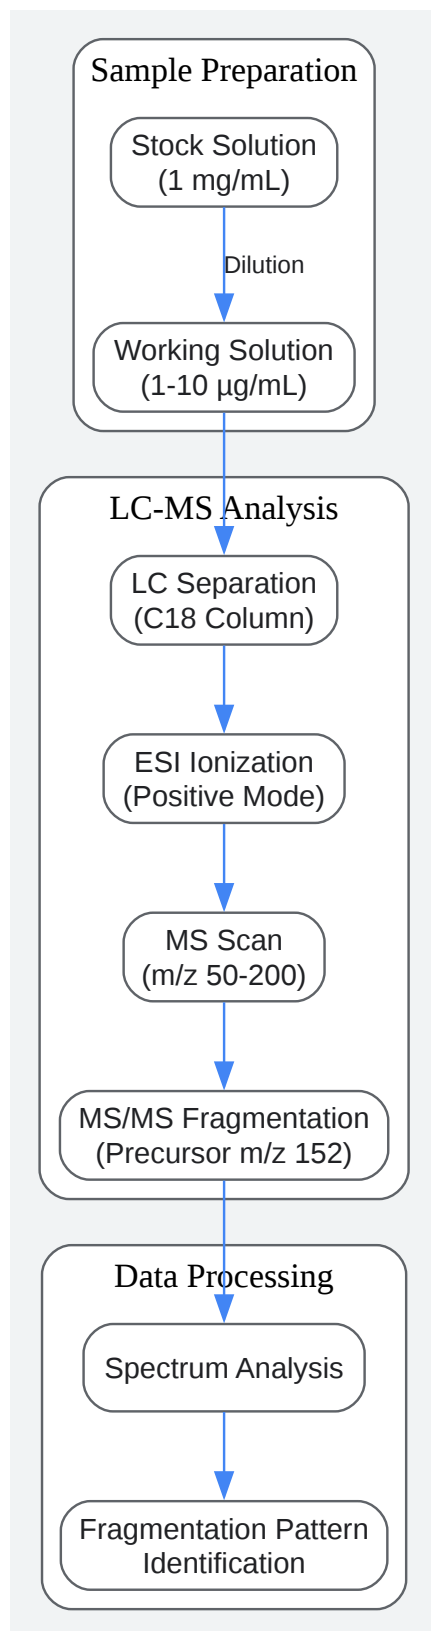 Sample Preparation
Stock Solution
(1 mg/mL)
Dilution
Working Solution
(1-10 µg/mL)
LC-MS Analysis
LC Separation
(C18 Column)
ESI Ionization
(Positive Mode)
MS Scan
(m/z 50-200)
MS/MS Fragmentation
(Precursor m/z 152)
Data Processing
Spectrum Analysis
Fragmentation Pattern
Identification